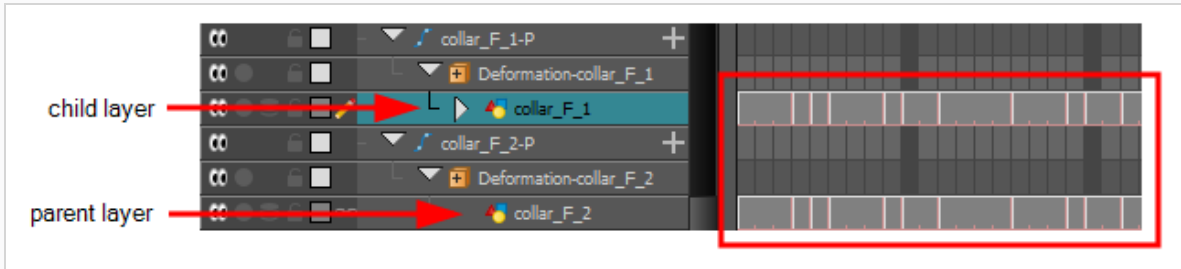 collar_F_1-P
Deformation-collar_F_1
child layer collar_F_1
collar_F_2-P
Deformation-collar_F_2
parent layer collar_F_2